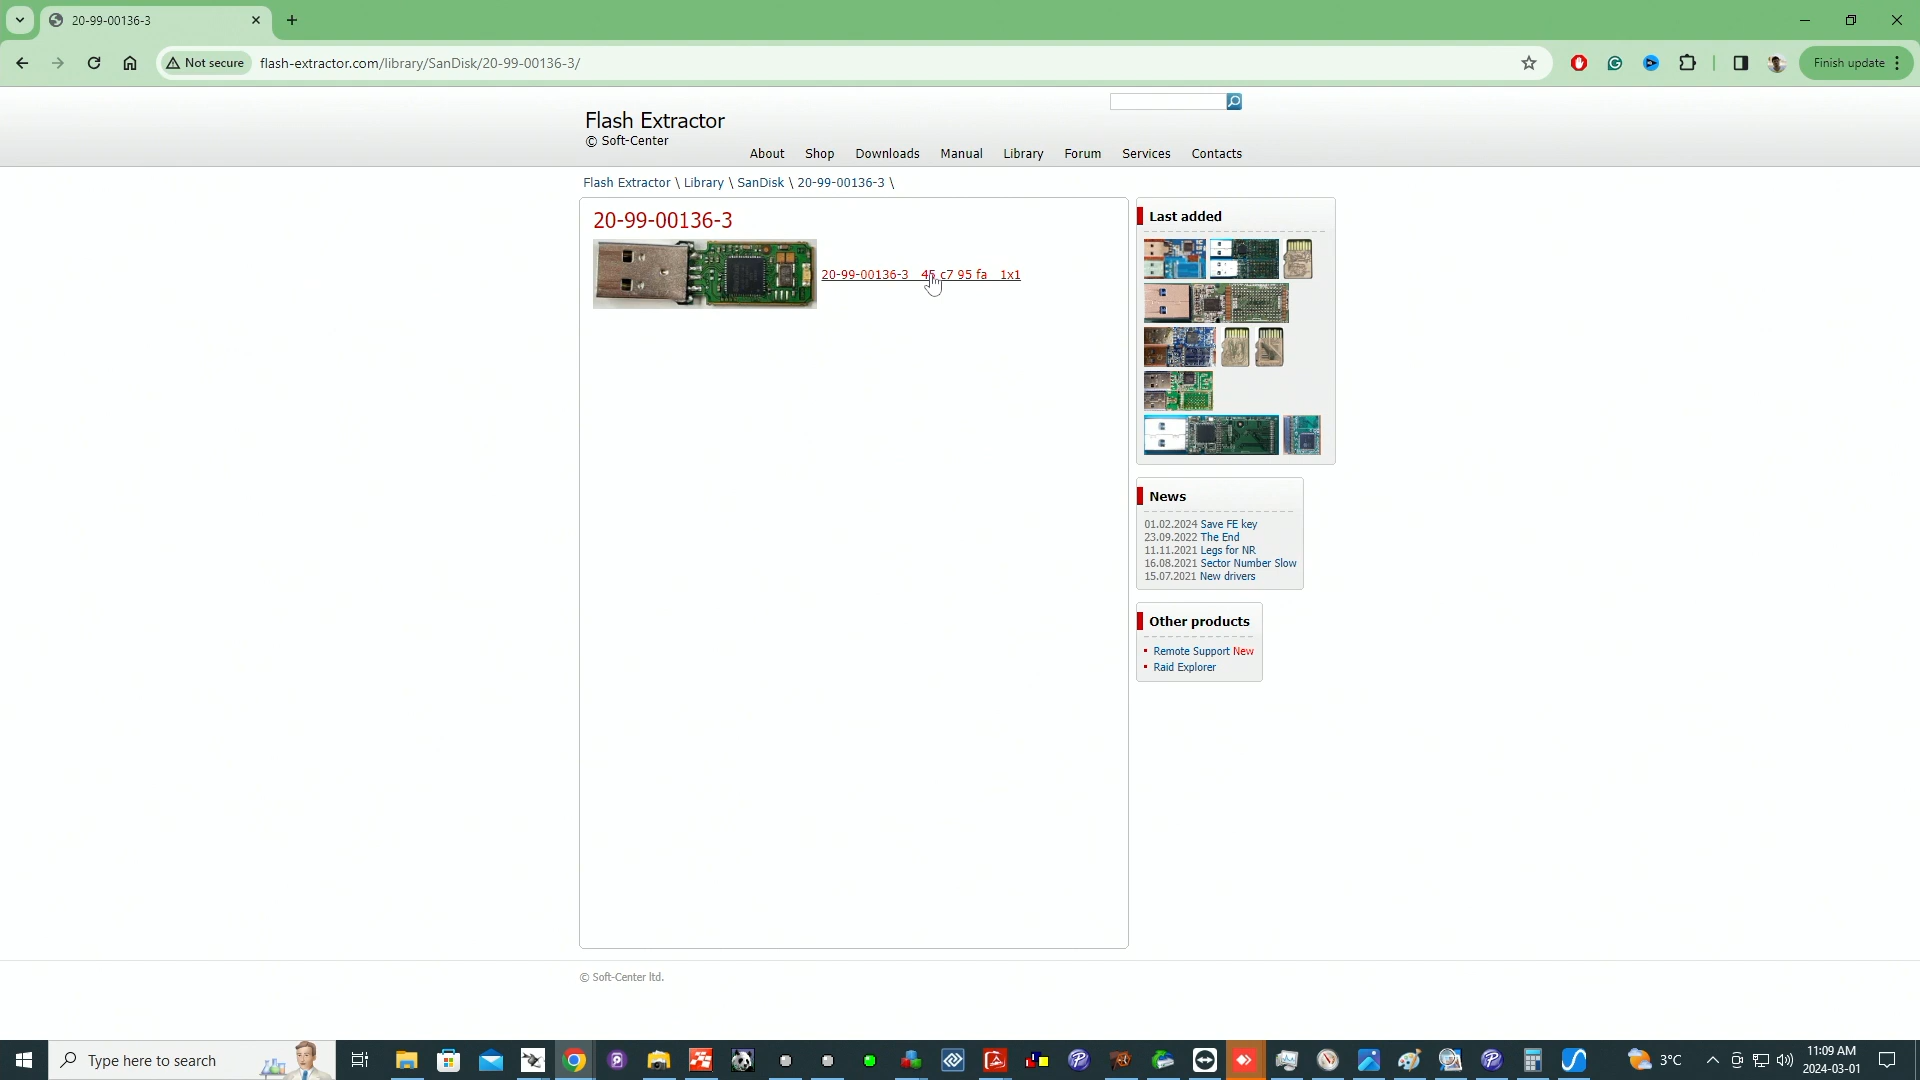 20-99-00136-3
Not secure
flash-extractor.com/library/SanDisk/20-99-00136-3/
Finish update
Flash Extractor
© Soft-Center
About Shop Downloads Manual Library Forum Services Contacts
Flash Extractor \ Library \ SanDisk \ 20-99-00136-3 \
20-99-00136-3
20-99-00136-3 45 c7 95 fa 1x1
Last added
News
01.02.2024 Save FE key
23.09.2022 The End
11.11.2021 Legs for NR
16.08.2021 Sector Number Slow
15.07.2021 New drivers
Other products
Remote Support New
Raid Explorer
© Soft-Center ltd.
Type here to search
3°C
11:09 AM
2024-03-01